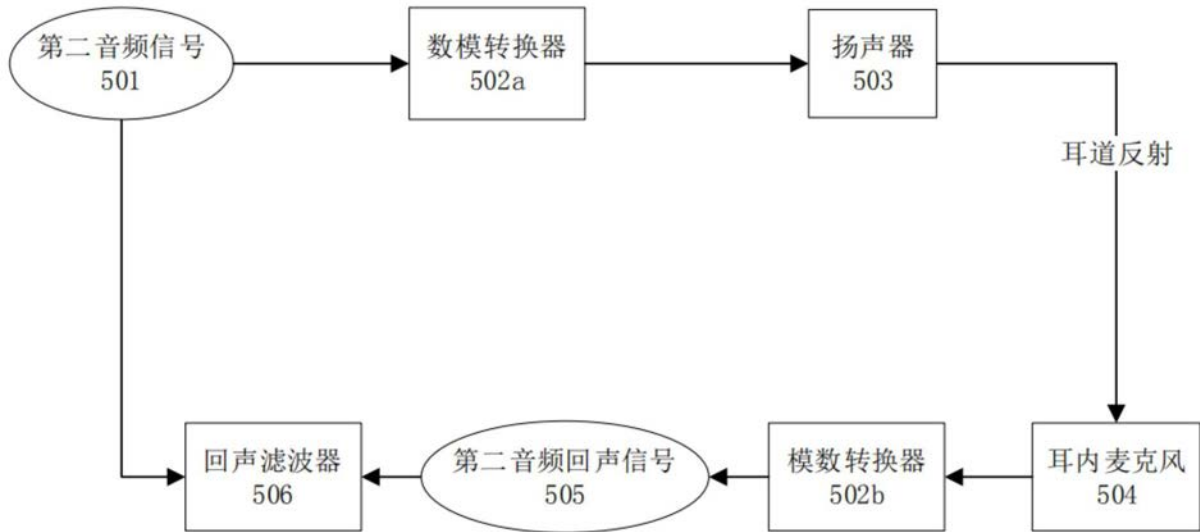 第二音频信号
501
数模转换器
502a
扬声器
503
耳道反射
回声滤波器
506
第二音频回声信号
505
模数转换器
502b
耳内麦克风
504